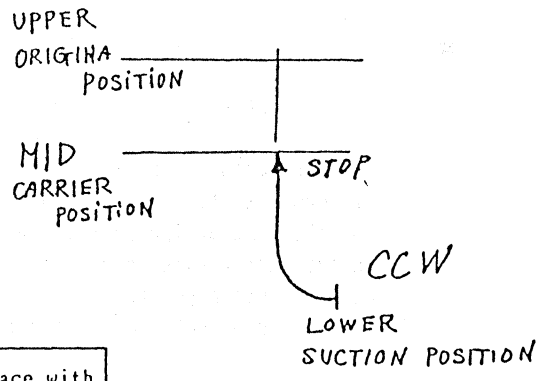 UPPER
ORIGINA
POSITION
MID
STOP.
CARRIER
POSITION
CCW
LOWER
SUCTION POSITION
ace with